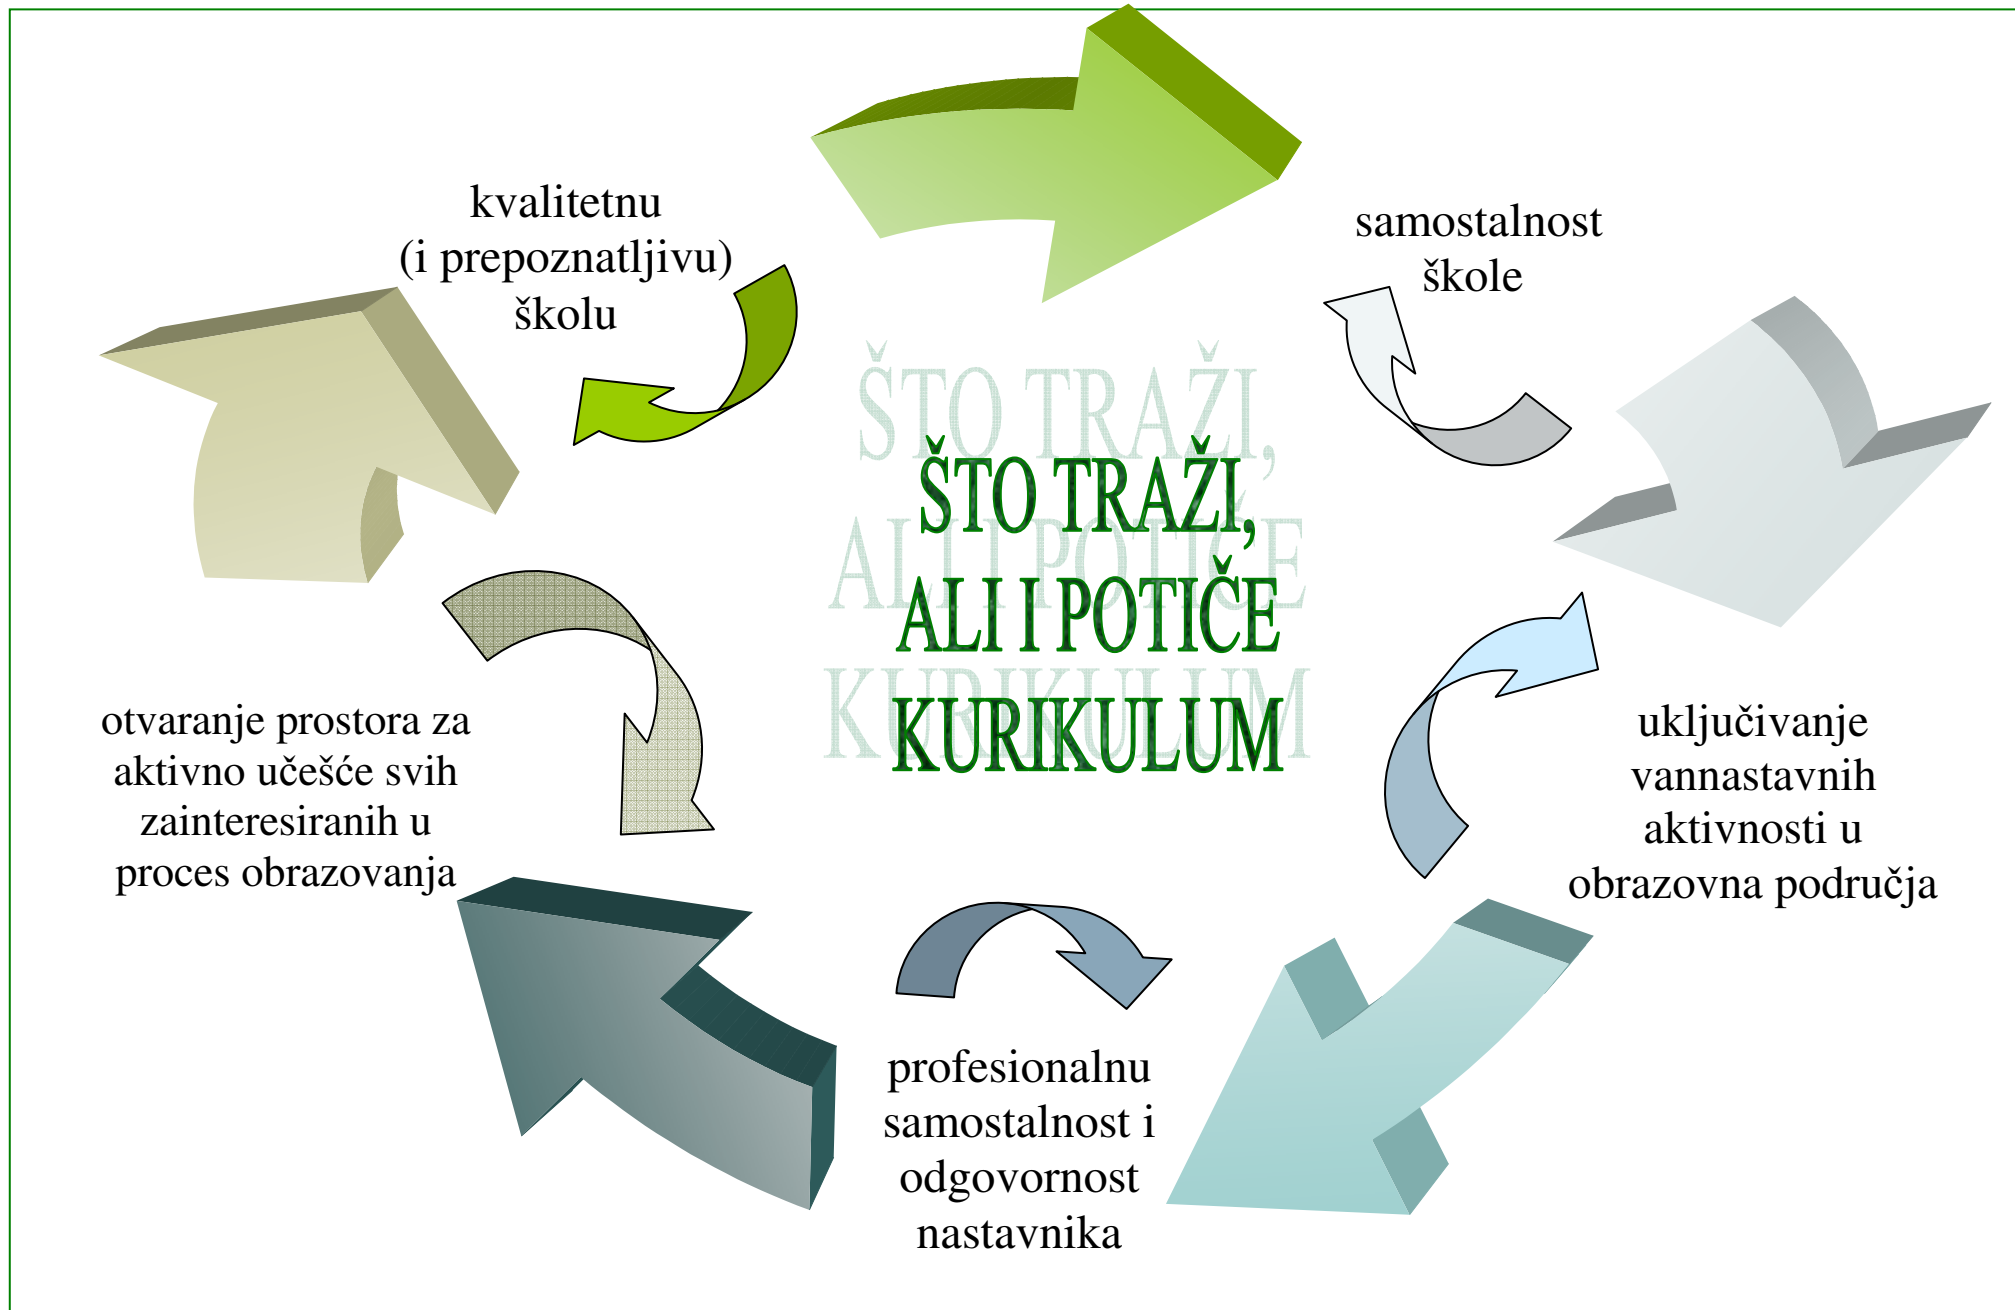 kvalitetnu
(i prepoznatljivu)
školu
samostalnost
škole
ŠTO TRAŽI,
ALI I POTIČE
KURIKULUM
otvaranje prostora za
aktivno učešće svih
zainteresiranih u
proces obrazovanja
uključivanje
vannastavnih
aktivnosti u
obrazovna područja
profesionalnu
samostalnost i
odgovornost
nastavnika